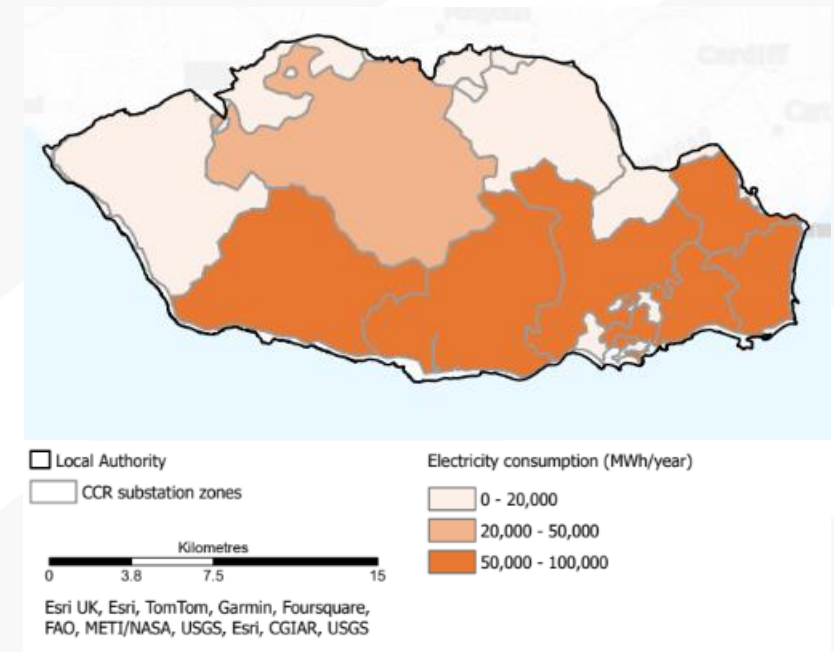 Cardiff
Local Authority
CCR substation zones
Kilometres
0 3.8 7.5 15
Esri UK, Esri, TomTom, Garmin, Foursquare,
FAO, METI/NASA, USGS, Esri, CGIAR, USGS
Electricity consumption (MWh/year)
0 - 20,000
20,000 - 50,000
50,000 - 100,000